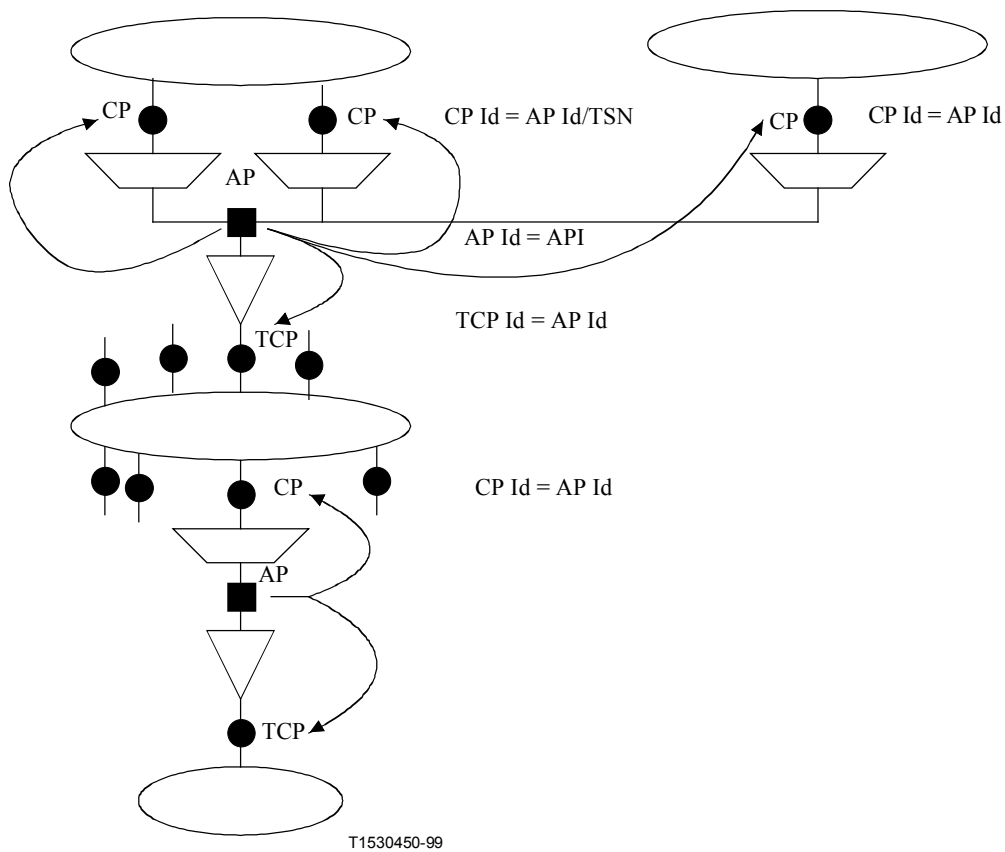 CP
CP
CP Id = AP Id/TSN
CP
CP Id = AP Id
AP
AP Id = API
TCP Id = AP Id
TCP
CP
CP Id = AP Id
AP
TCP
T1530450-99